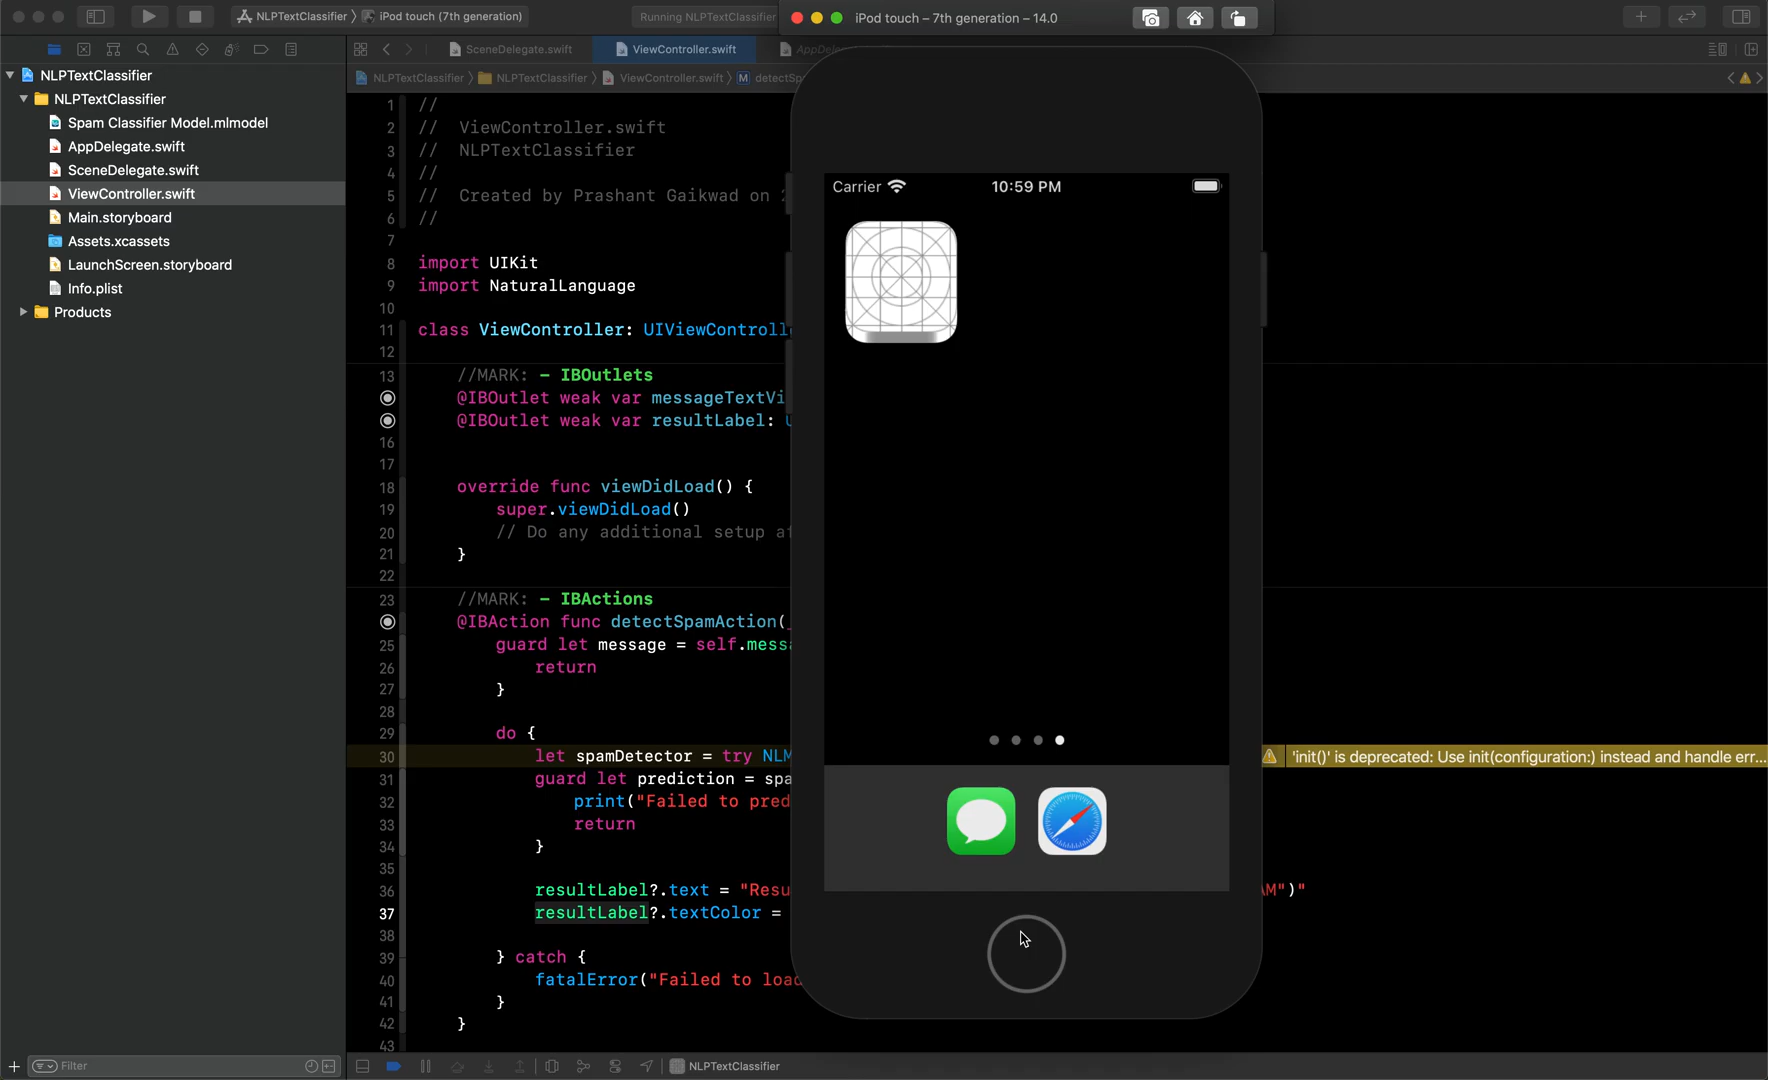 NLPTextClassifier
iPod touch (7th generation)
Running NLPTextClassifier
iPod touch – 7th generation – 14.0
SceneDelegate.swift
ViewController.swift
NLPTextClassifier
NLPTextClassifier
NLPTextClassifier
ViewController.swift
M
NLPTextClassifier
Spam Classifier Model.mlmodel
AppDelegate.swift
SceneDelegate.swift
ViewController.swift
Main.storyboard
Assets.xcassets
LaunchScreen.storyboard
Info.plist
Products
1 //
2 // ViewController.swift
3 // NLPTextClassifier
4 //
5 // Created by Prashant Gaikwad on
6 //
7
8 import UIKit
9 import NaturalLanguage
10
11 class ViewController: UIViewControll
12
13 //MARK: - IBOutlets
@IBOutlet weak var messageTextVi
@IBOutlet weak var resultLabel:
16
17
18 override func viewDidLoad() {
19 super.viewDidLoad()
20 // Do any additional setup af
21 }
22
23 //MARK: - IBActions
@IBAction func detectSpamAction(_
25 guard let message = self.messa
26 return
27 }
28
29 do {
30 let spamDetector = try NLM
31 guard let prediction = spa
32 print("Failed to pred
33 return
34 }
35
36 resultLabel?.text = "Resu
AM")"
37 resultLabel?.textColor =
38
39 } catch {
40 fatalError("Failed to load
41 }
42 }
43
'init()' is deprecated: Use init(configuration:) instead and handle err...
Carrier
10:59 PM
Filter
NLPTextClassifier